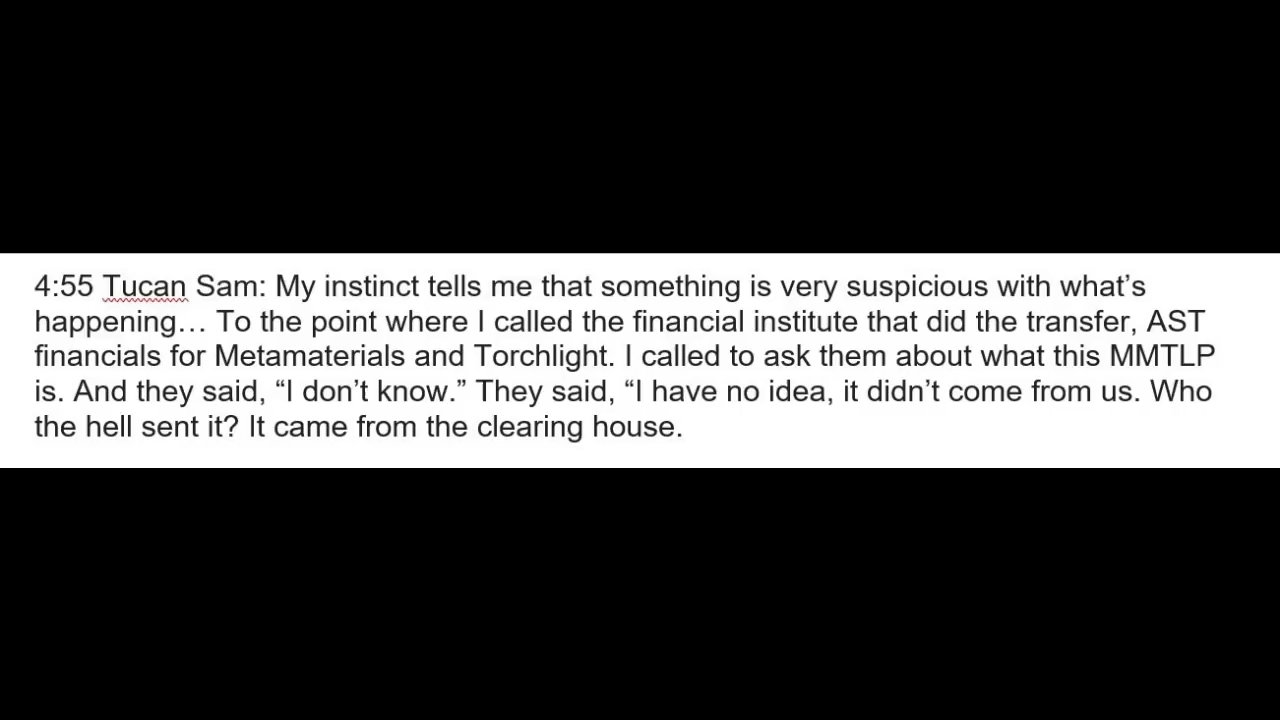 4:55 Tucan Sam: My instinct tells me that something is very suspicious with what’s
happening… To the point where I called the financial institute that did the transfer, AST
financials for Metamaterials and Torchlight. I called to ask them about what this MMTLP
is. And they said, “I don’t know.” They said, “I have no idea, it didn’t come from us. Who
the hell sent it? It came from the clearing house.